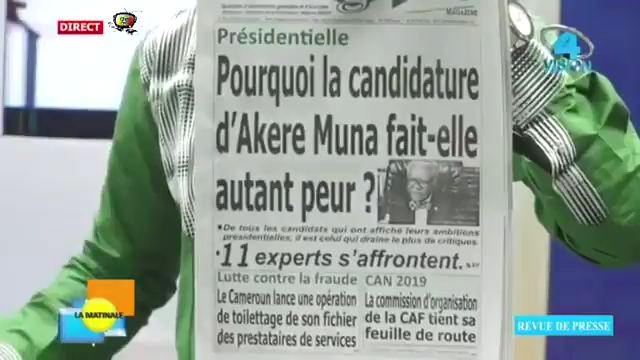 DIRECT
MAGAZINE
4
VISION
Présidentielle
Pourquoi la candidature
d'Akere Muna fait-elle
autant peur ?
De tous les candidats qui ont affiché leurs ambitions
présidentielles, il est celui qui draine le plus de critiques.
11 experts s'affrontent.
Lutte contre la fraude
Le Cameroun lance une opération
de toilettage de son fichier
des prestataires de services
CAN 2019
La commission d'organisation
de la CAF tient sa
feuille de route
LA MATINALE
REVUE DE PRESSE